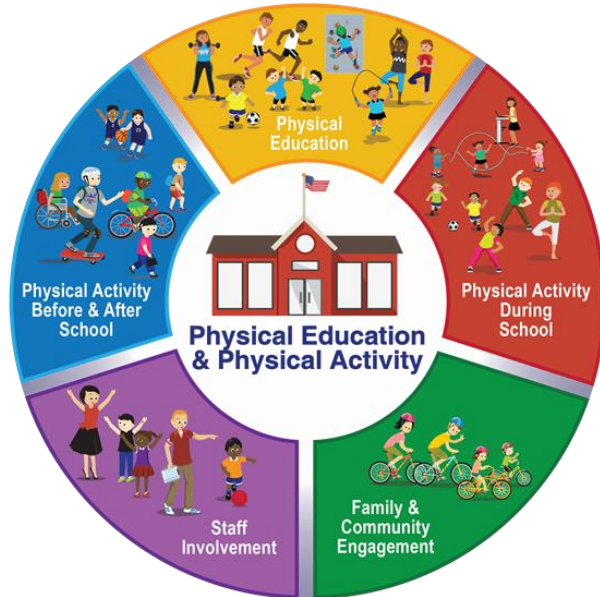 Physical
Education
Physical Activity
Before & After
School
Physical Activity
During
School
Physical Education
& Physical Activity
Staff
Involvement
Family &
Community
Engagement